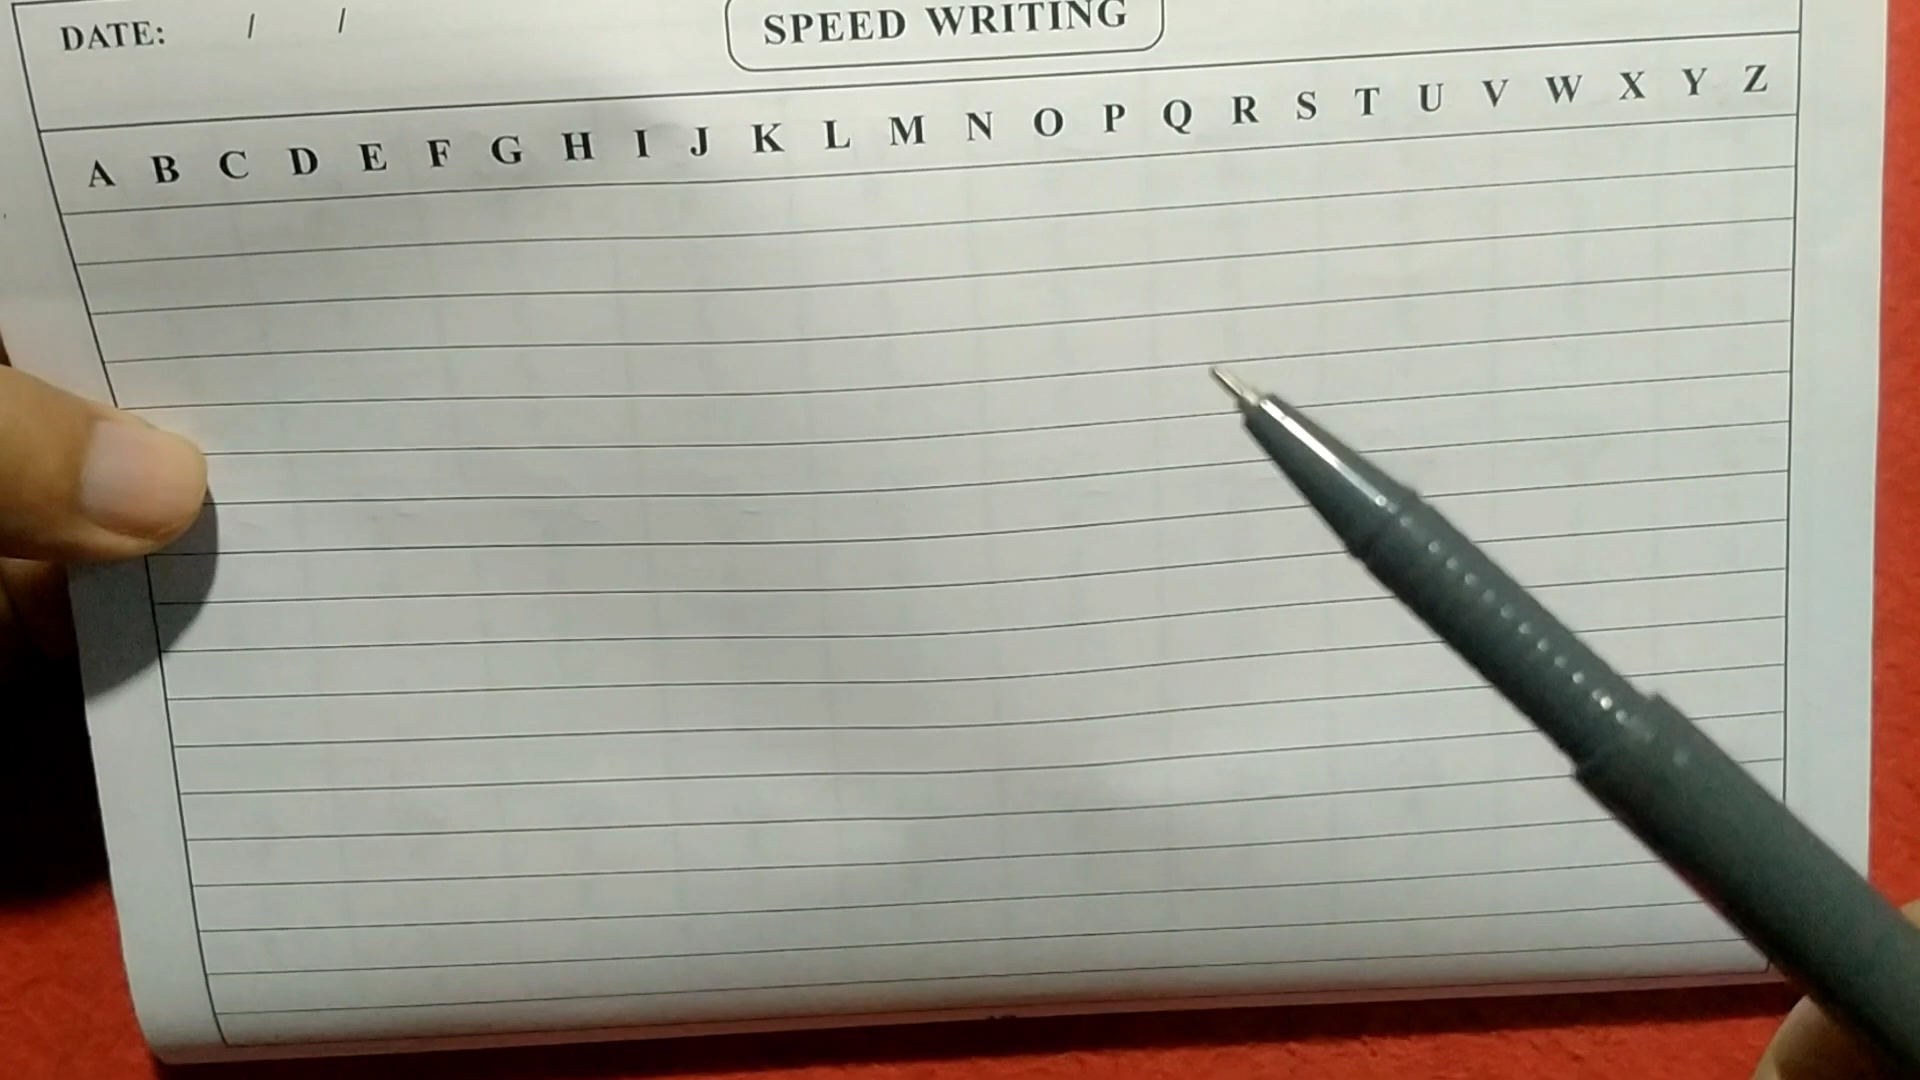 DATE: / /
SPEED WRITING
A B C D E F G H I J K L M N O P Q R S T U V W X Y Z